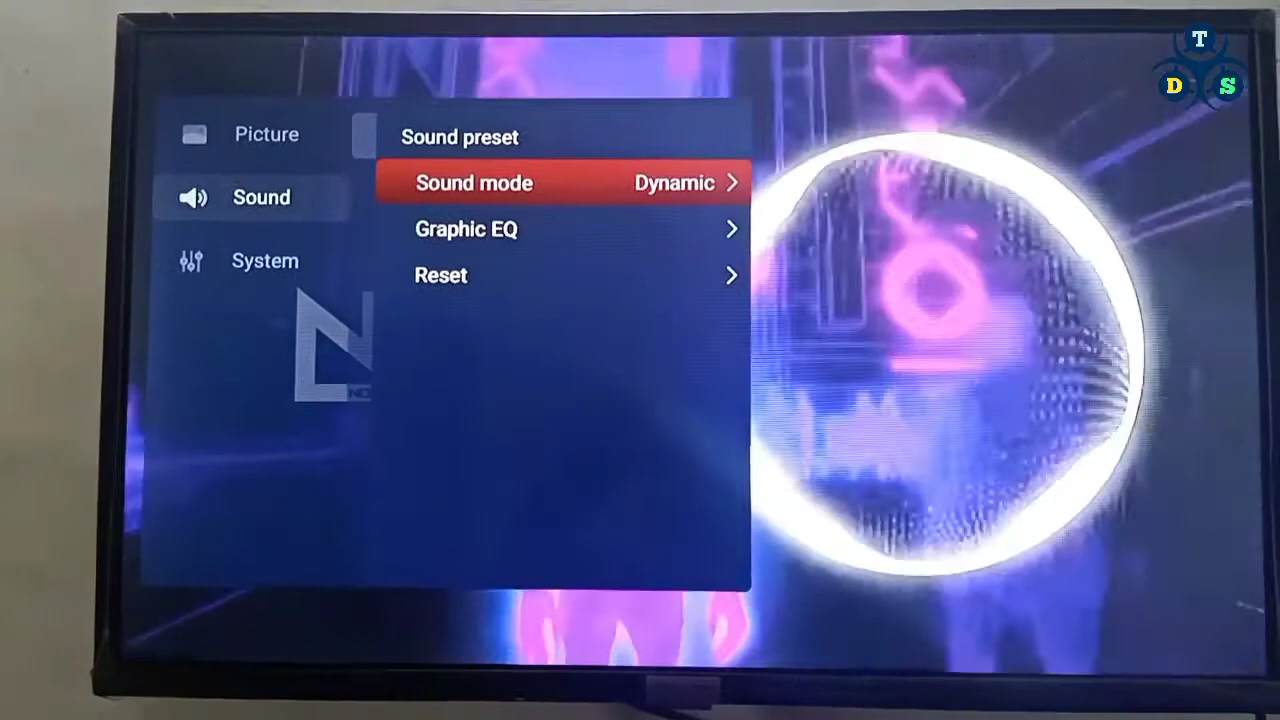 T
D S
Picture
Sound
System
Sound preset
Sound mode Dynamic
Graphic EQ
Reset